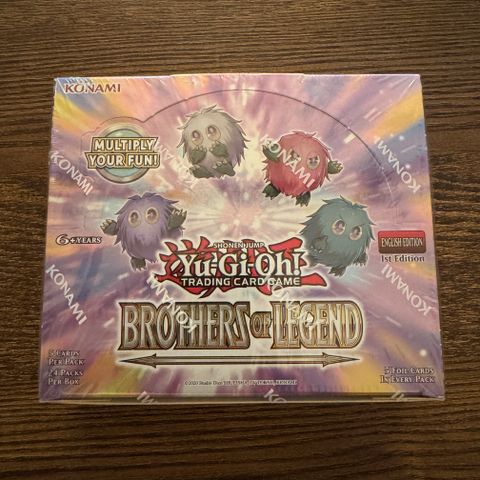 KONAMI
MULTIPLY
YOUR FUN!
KONAMI
KONAMI
KONAMI
6+YEARS
ENGLISH EDITION
1st Edition
SHONEN JUMP
Yu-Gi-Oh!
TRADING CARD GAME
KONAMI
KONAMI
KONAMI
BROTHERS OF LEGEND
5 CARDS
PER PACK
24 PACKS
PER BOX
KONAMI
5 FOIL CARDS
IN EVERY PACK